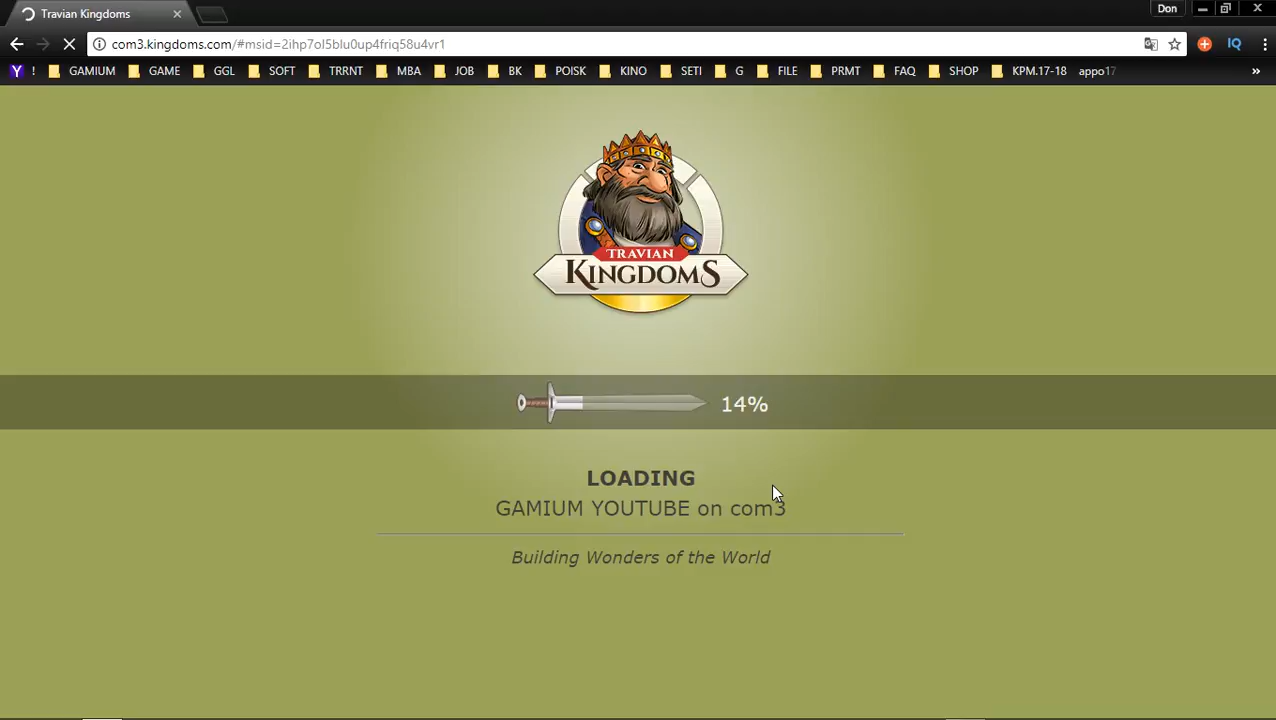 Travian Kingdoms
Don
com3.kingdoms.com/#msid=2ihp7ol5blu0up4friq58u4vr1
IQ
Y ! GAMIUM GAME GGL SOFT TRRNT MBA JOB BK POISK KINO SETI G FILE PRMT FAQ SHOP KPM.17-18 appo17 »
TRAVIAN
KINGDOMS
14%
LOADING
GAMIUM YOUTUBE on com3
Building Wonders of the World